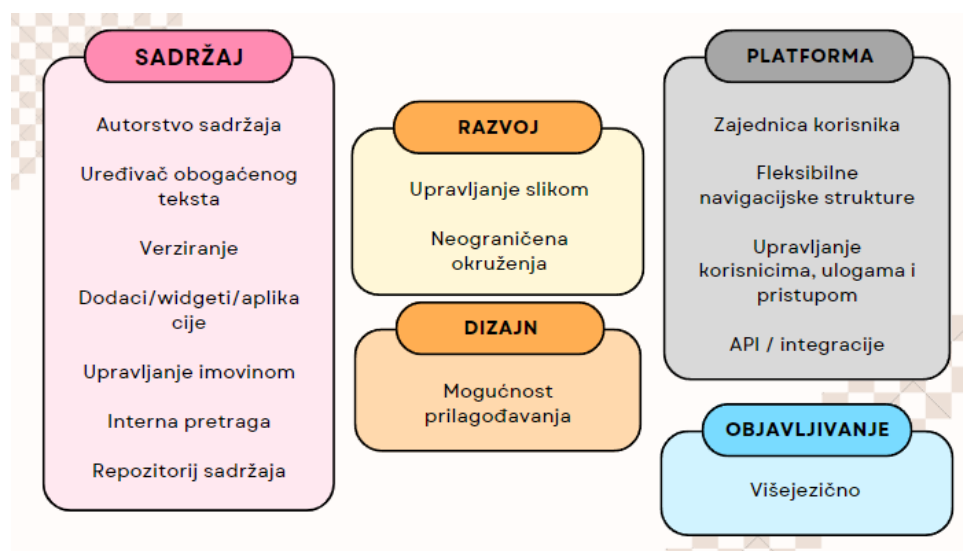 SADRŽAJ
Autorstvo sadržaja
Uređivač obogaćenog
teksta
Verziranje
Dodaci/widgeti/aplika
cije
Upravljanje imovinom
Interna pretraga
Repozitorij sadržaja
RAZVOJ
Upravljanje slikom
Neograničena
okruženja
DIZAJN
Mogućnost
prilagođavanja
PLATFORMA
Zajednica korisnika
Fleksibilne
navigacijske strukture
Upravljanje
korisnicima, ulogama i
pristupom
API / integracije
OBJAVLJIVANJE
Višejezično